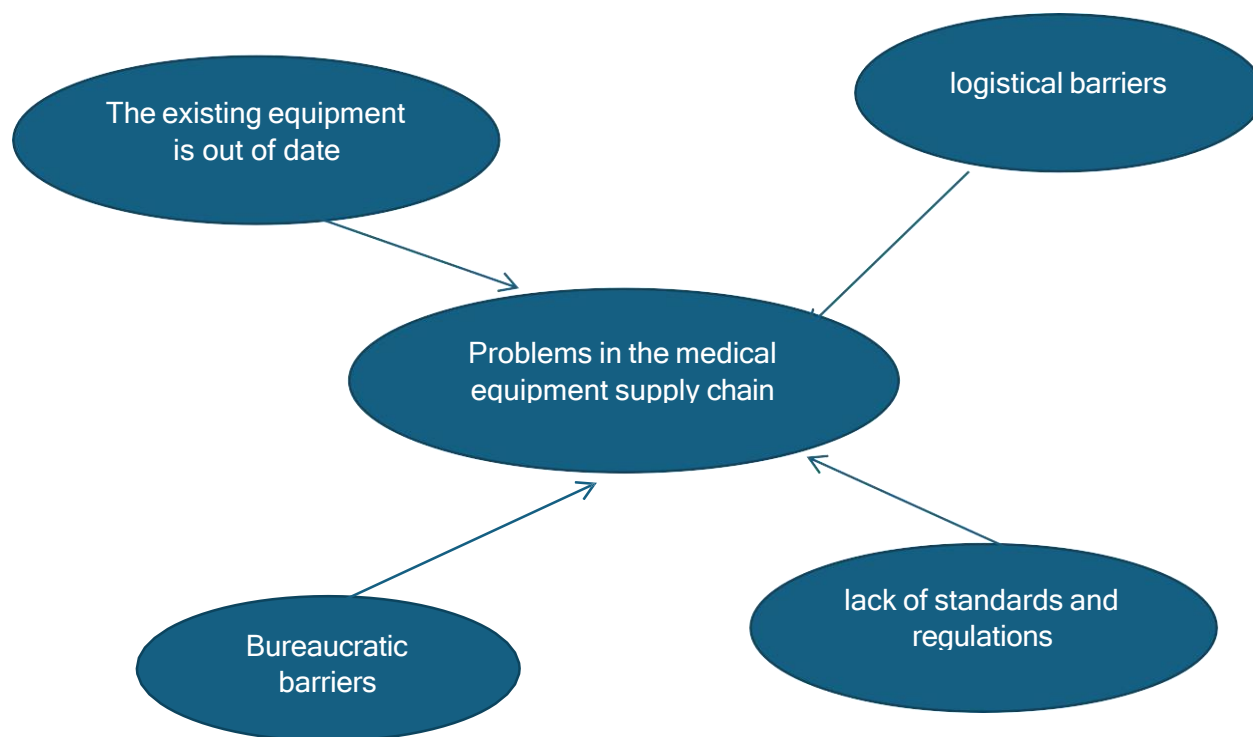 The existing equipment
is out of date
logistical barriers
Problems in the medical
equipment supply chain
Bureaucratic
barriers
lack of standards and
regulations